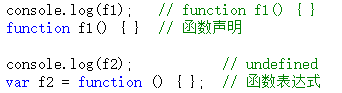 console.log(f1);   // function f1() { }
function f1() { }  // 函数声明
console.log(f2);            // undefined
var f2 = function () { };  // 函数表达式